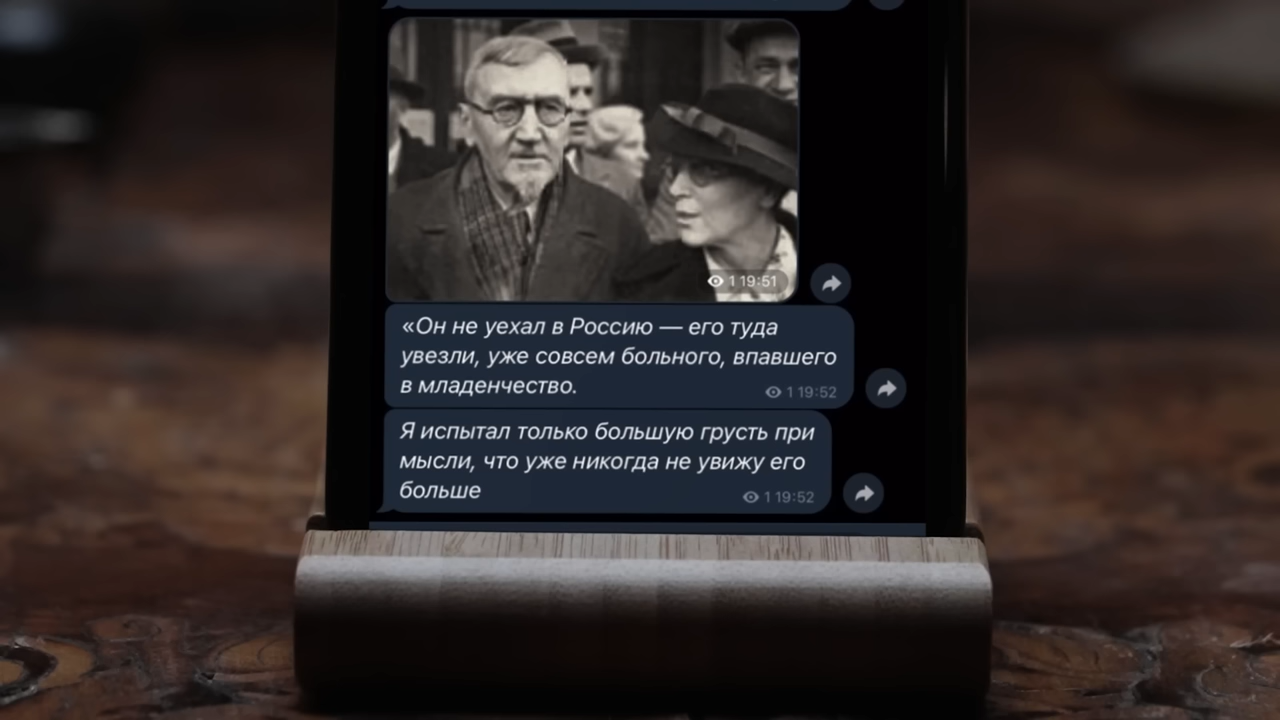 1 19:51
«Он не уехал в Россию — его туда
увезли, уже совсем больного, впавшего
в младенчество.
1 19:52
Я испытал только большую грусть при
мысли, что уже никогда не увижу его
больше
1 19:52